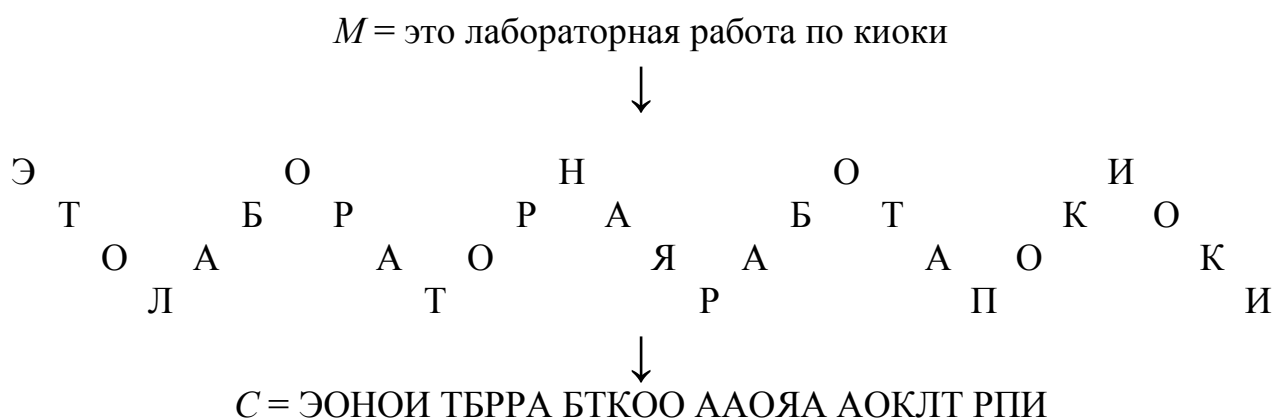 M = это лабораторная работа по киоки
↓
Э О Н О И
Т Б Р Р А Б Т К О
О А А О Я А А О К
Л Т Р П И
↓
C = ЭОНОИ ТБРРА БТКОО ААОЯА АОКЛТ РПИ